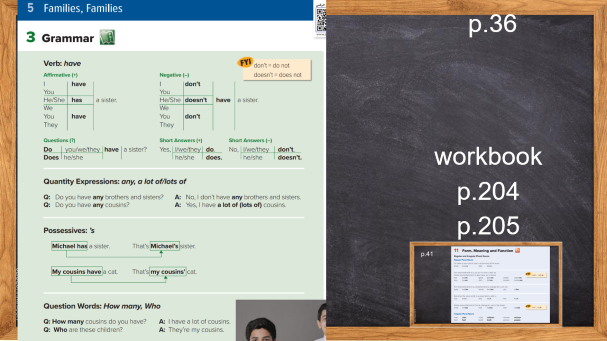 5 Families, Families
3 Grammar
Verb: have
FYI
don't = do not
doesn't = does not
Affirmative (+)
Negative (–)
I have
You
He/She has a sister.
We
You have
They
I don't
You
He/She doesn't have a sister.
We
You don't
They
Questions (?)
Short Answers (+)
Short Answers (–)
Do you/we/they have a sister?
Does he/she
Yes, I/we/they do.
he/she does.
No, I/we/they don't.
he/she doesn't.
Quantity Expressions: any, a lot of/lots of
Q: Do you have any brothers and sisters? A: No, I don't have any brothers or sisters.
Q: Do you have any cousins? A: Yes, I have a lot of (lots of) cousins.
Possessives: 's
Michael has a sister. That's Michael's sister.
My cousins have a cat. That's my cousins' cat.
Question Words: How many, Who
Q: How many cousins do you have? A: I have a lot of cousins.
Q: Who are these children? A: They're my cousins.
p.36
workbook
p.204
p.205
p.41
11 Form, Meaning and Function